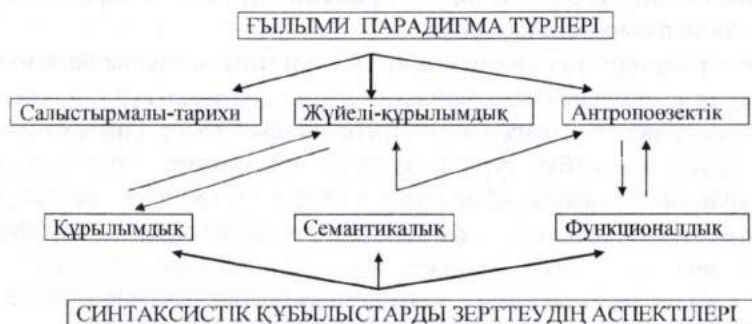 ҒЫЛЫМИ ПАРАДИГМА ТҮРЛЕРІ
Салыстырмалы-тарихи Жүйелі-құрылымдық Антропоөзектік
Құрылымдық Семантикалық Функционалдық
СИНТАКСИСТІК ҚҰБЫЛЫСТАРДЫ ЗЕРТТЕУДІҢ АСПЕКТІЛЕРІ